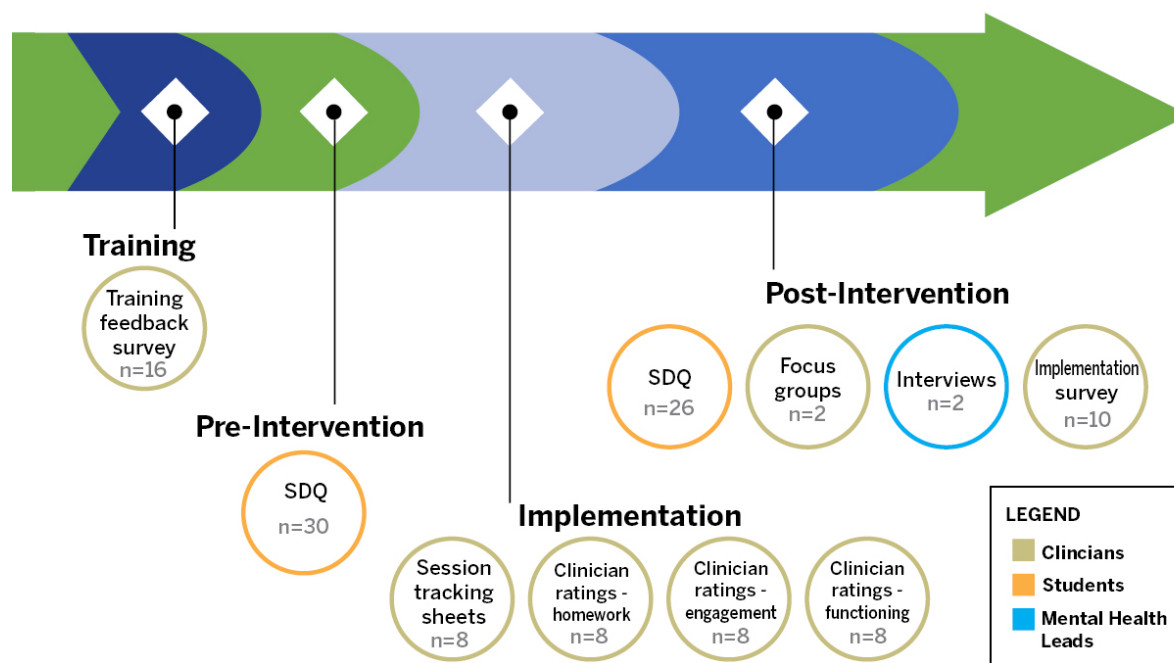 Training
Training
feedback
survey
n=16
Pre-Intervention
SDQ
n=30
Implementation
Session
tracking
sheets
n=8
Clinician
ratings -
homework
n=8
Clinician
ratings -
engagement
n=8
Clinician
ratings -
functioning
n=8
Post-Intervention
SDQ
n=26
Focus
groups
n=2
Interviews
n=2
Implementation
survey
n=10
LEGEND
Clincians
Students
Mental Health
Leads